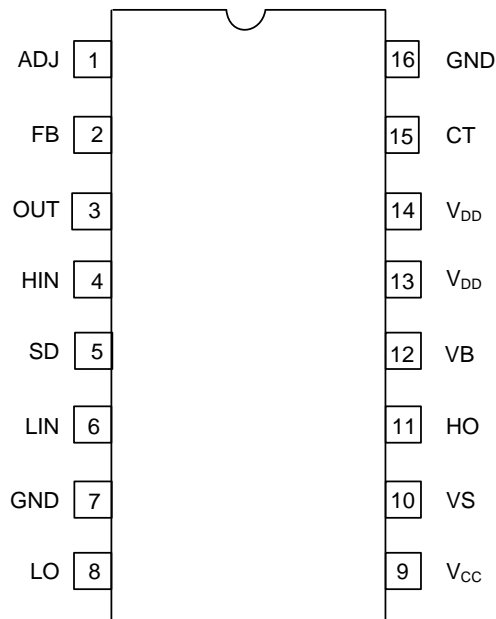 ADJ 1 16 GND
FB 2 15 CT
OUT 3 14 VDD
HIN 4 13 VDD
SD 5 12 VB
LIN 6 11 HO
GND 7 10 VS
LO 8 9 VCC